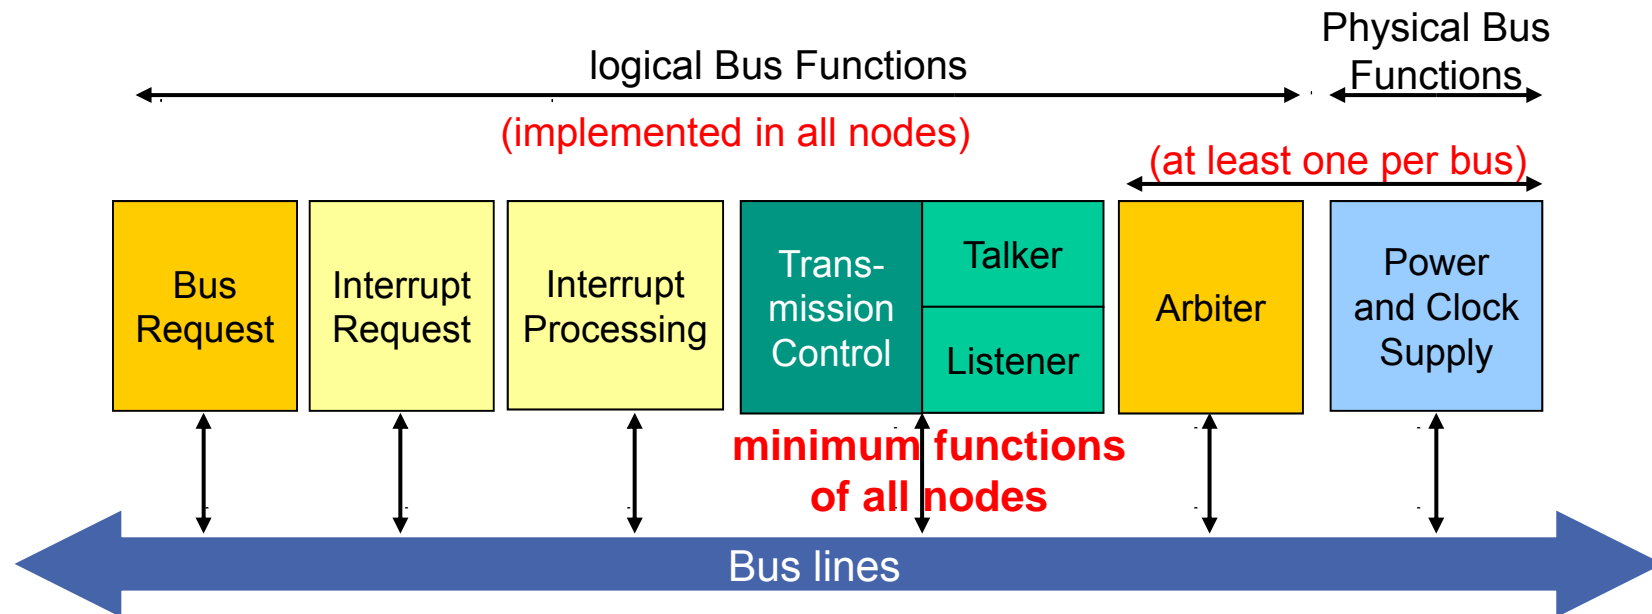 logical Bus Functions
Physical Bus
Functions
(implemented in all nodes)
(at least one per bus)
Bus
Request
Interrupt
Request
Interrupt
Processing
Trans-
mission
Control
Talker
Listener
Arbiter
Power
and Clock
Supply
minimum functions
of all nodes
Bus lines